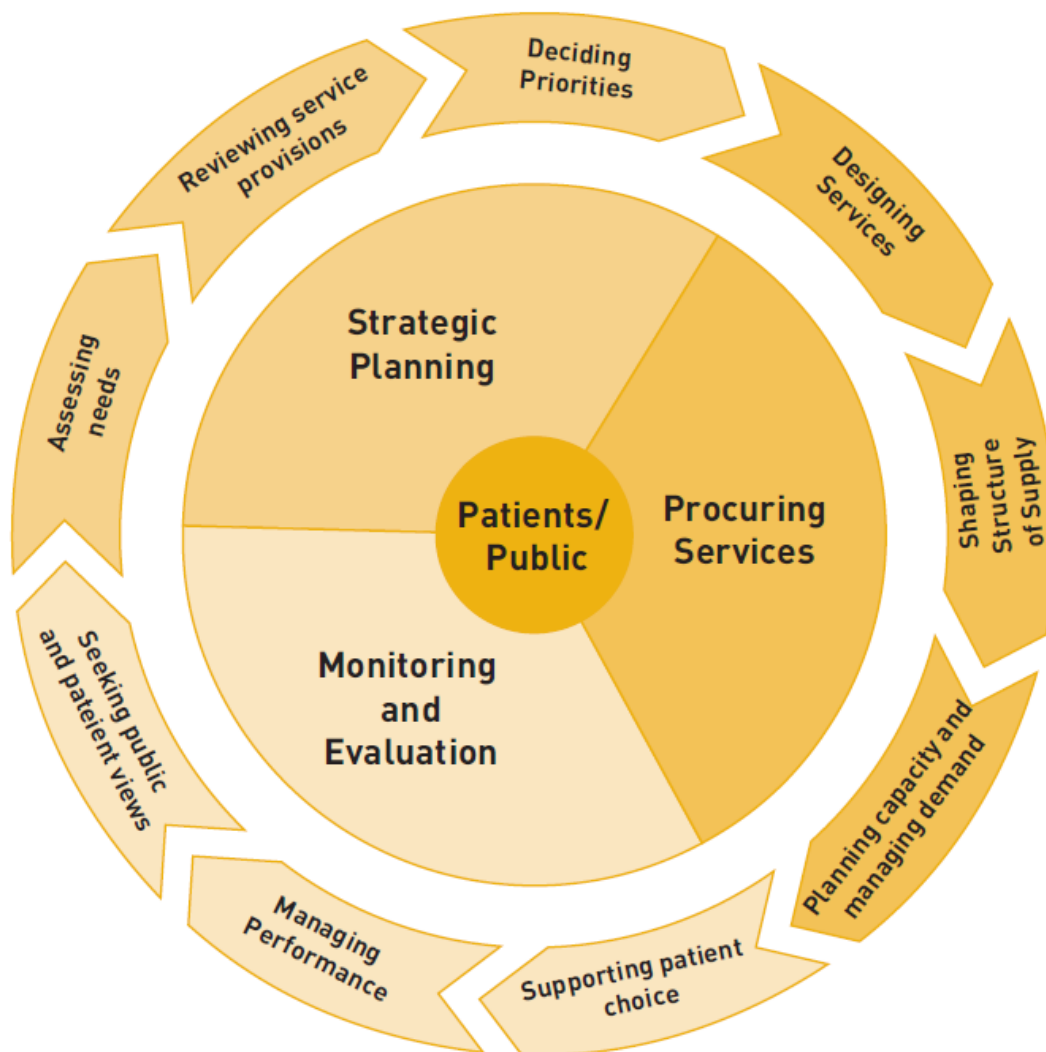 Deciding
Priorities
Designing
Services
Shaping
Structure
of Supply
Planning capacity and
managing demand
Supporting patient
choice
Managing
Performance
Seeking public
and pateient views
Assessing
needs
Reviewing service
provisions
Strategic
Planning
Procuring
Services
Monitoring
and
Evaluation
Patients/
Public